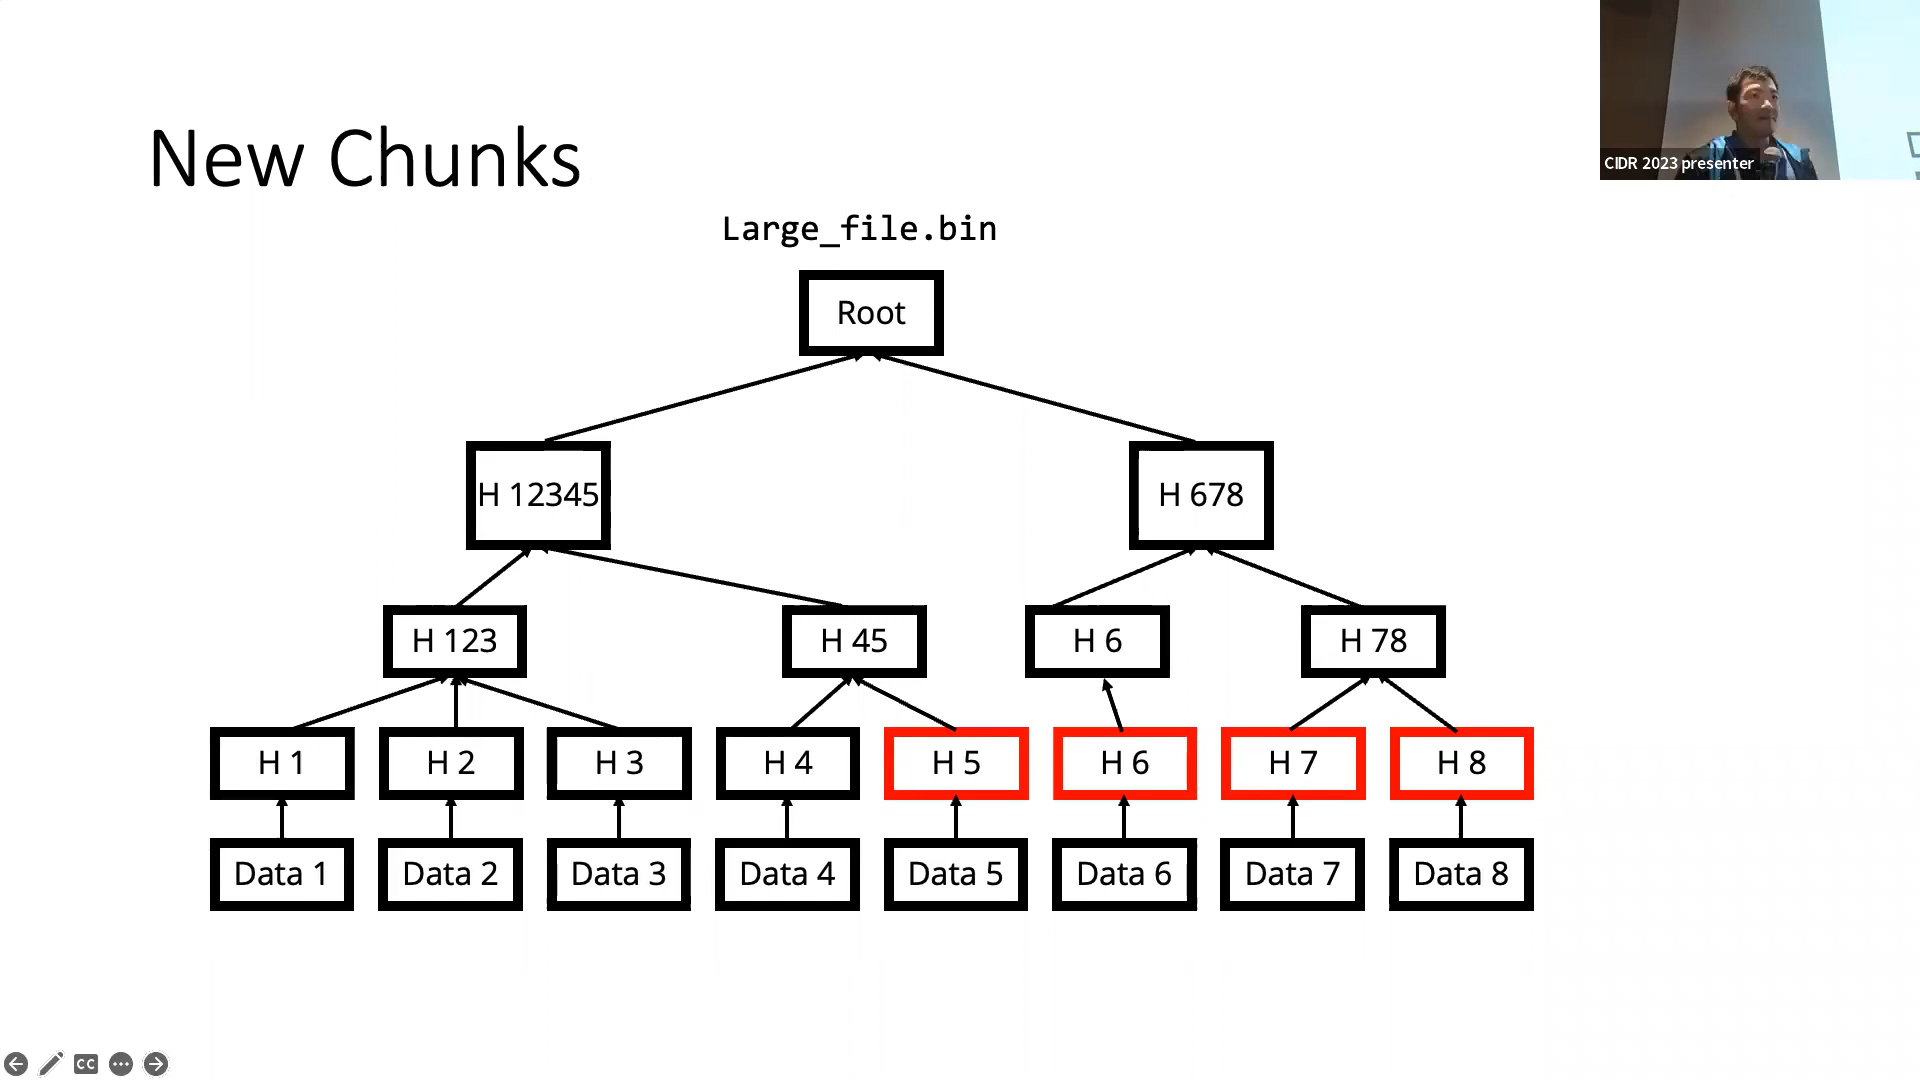 New Chunks
CIDR 2023 presenter
Large_file.bin
Root
H 12345
H 678
H 123
H 45
H 6
H 78
H 1
H 2
H 3
H 4
H 5
H 6
H 7
H 8
Data 1
Data 2
Data 3
Data 4
Data 5
Data 6
Data 7
Data 8
CC